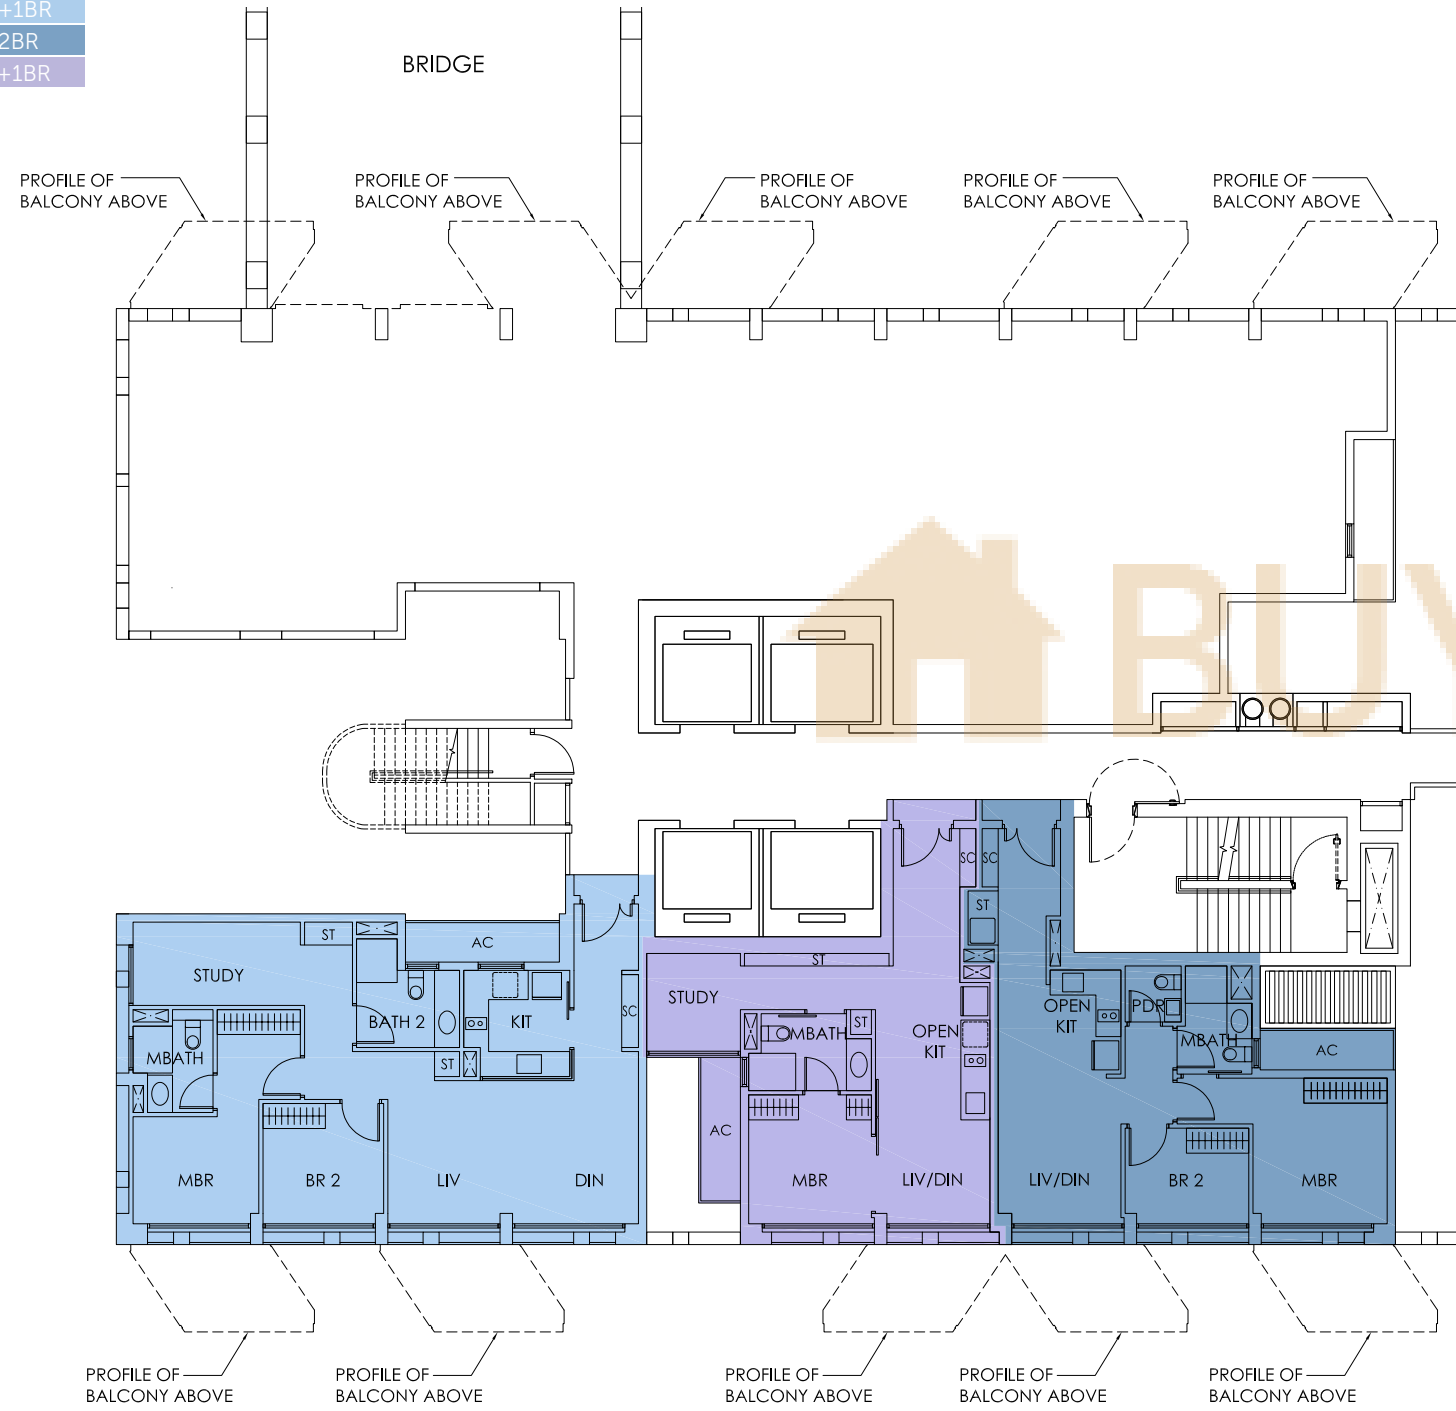 +1BR
2BR
+1BR
BRIDGE
PROFILE OF
BALCONY ABOVE
PROFILE OF
BALCONY ABOVE
PROFILE OF
BALCONY ABOVE
PROFILE OF
BALCONY ABOVE
PROFILE OF
BALCONY ABOVE
BUY
ST
AC
STUDY
BATH 2
KIT
SC
MBATH
ST
MBR
BR 2
LIV
DIN
SC
ST
STUDY
MBATH
ST
OPEN
KIT
AC
MBR
LIV/DIN
SC
ST
OPEN
KIT
PDR
MBATH
AC
LIV/DIN
BR 2
MBR
PROFILE OF
BALCONY ABOVE
PROFILE OF
BALCONY ABOVE
PROFILE OF
BALCONY ABOVE
PROFILE OF
BALCONY ABOVE
PROFILE OF
BALCONY ABOVE